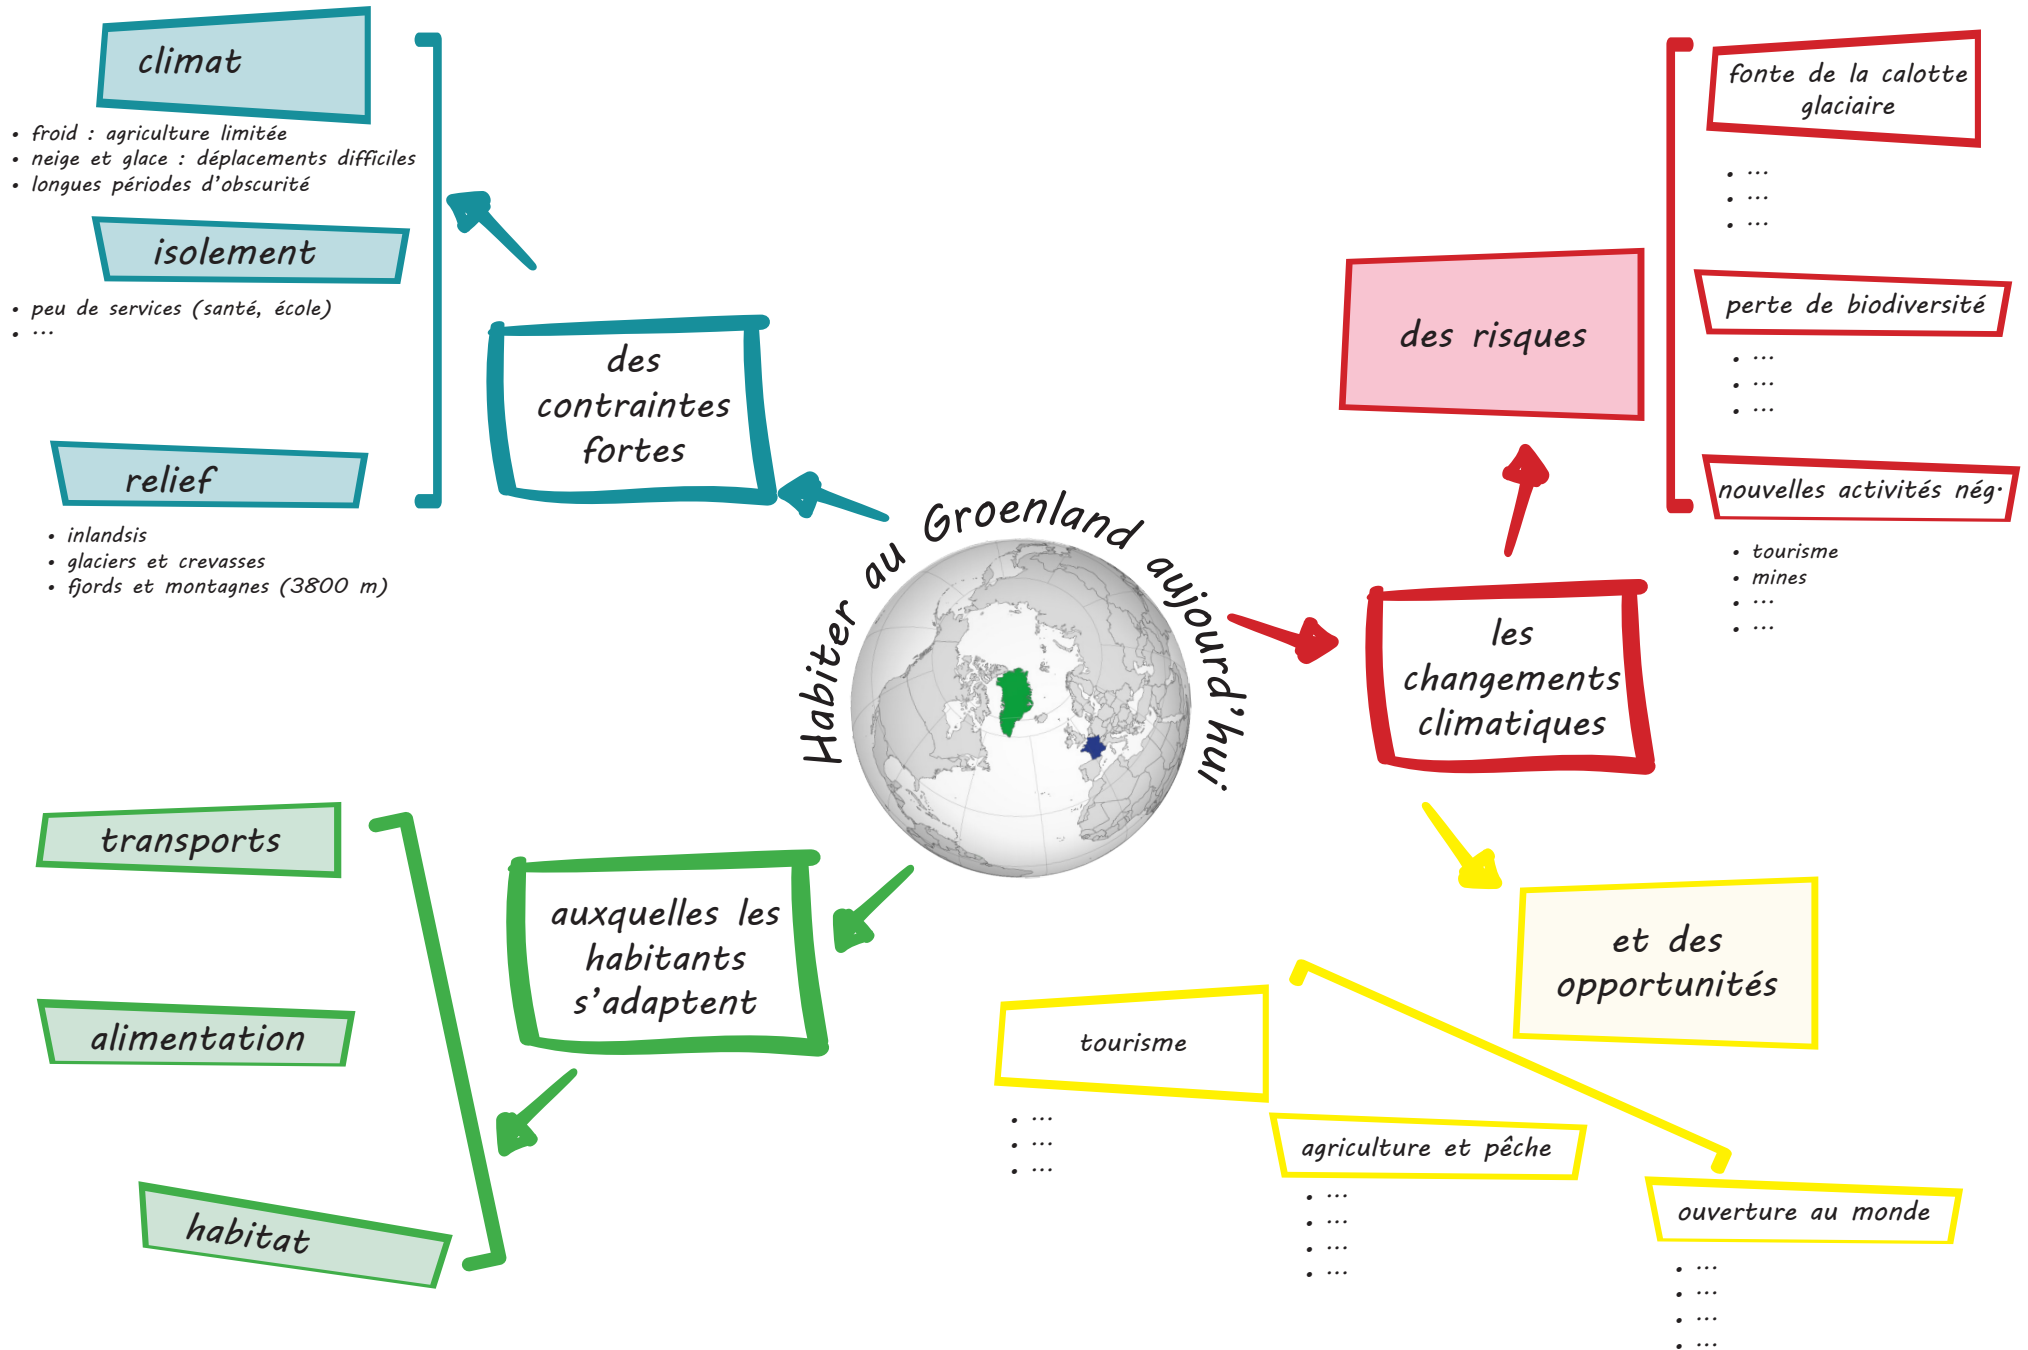 climat
• froid : agriculture limitée
• neige et glace : déplacements difficiles
• longues périodes d'obscurité
isolement
• peu de services (santé, école)
• ...
relief
• inlandsis
• glaciers et crevasses
• fjords et montagnes (3800 m)
des
contraintes
fortes
Habiter au Groenland aujourd'hui
transports
alimentation
habitat
auxquelles les
habitants
s'adaptent
les
changements
climatiques
des risques
fonte de la calotte
glaciaire
• ...
• ...
• ...
perte de biodiversité
• ...
• ...
• ...
nouvelles activités nég.
• tourisme
• mines
• ...
• ...
et des
opportunités
tourisme
• ...
• ...
• ...
agriculture et pêche
• ...
• ...
• ...
• ...
ouverture au monde
• ...
• ...
• ...
• ...